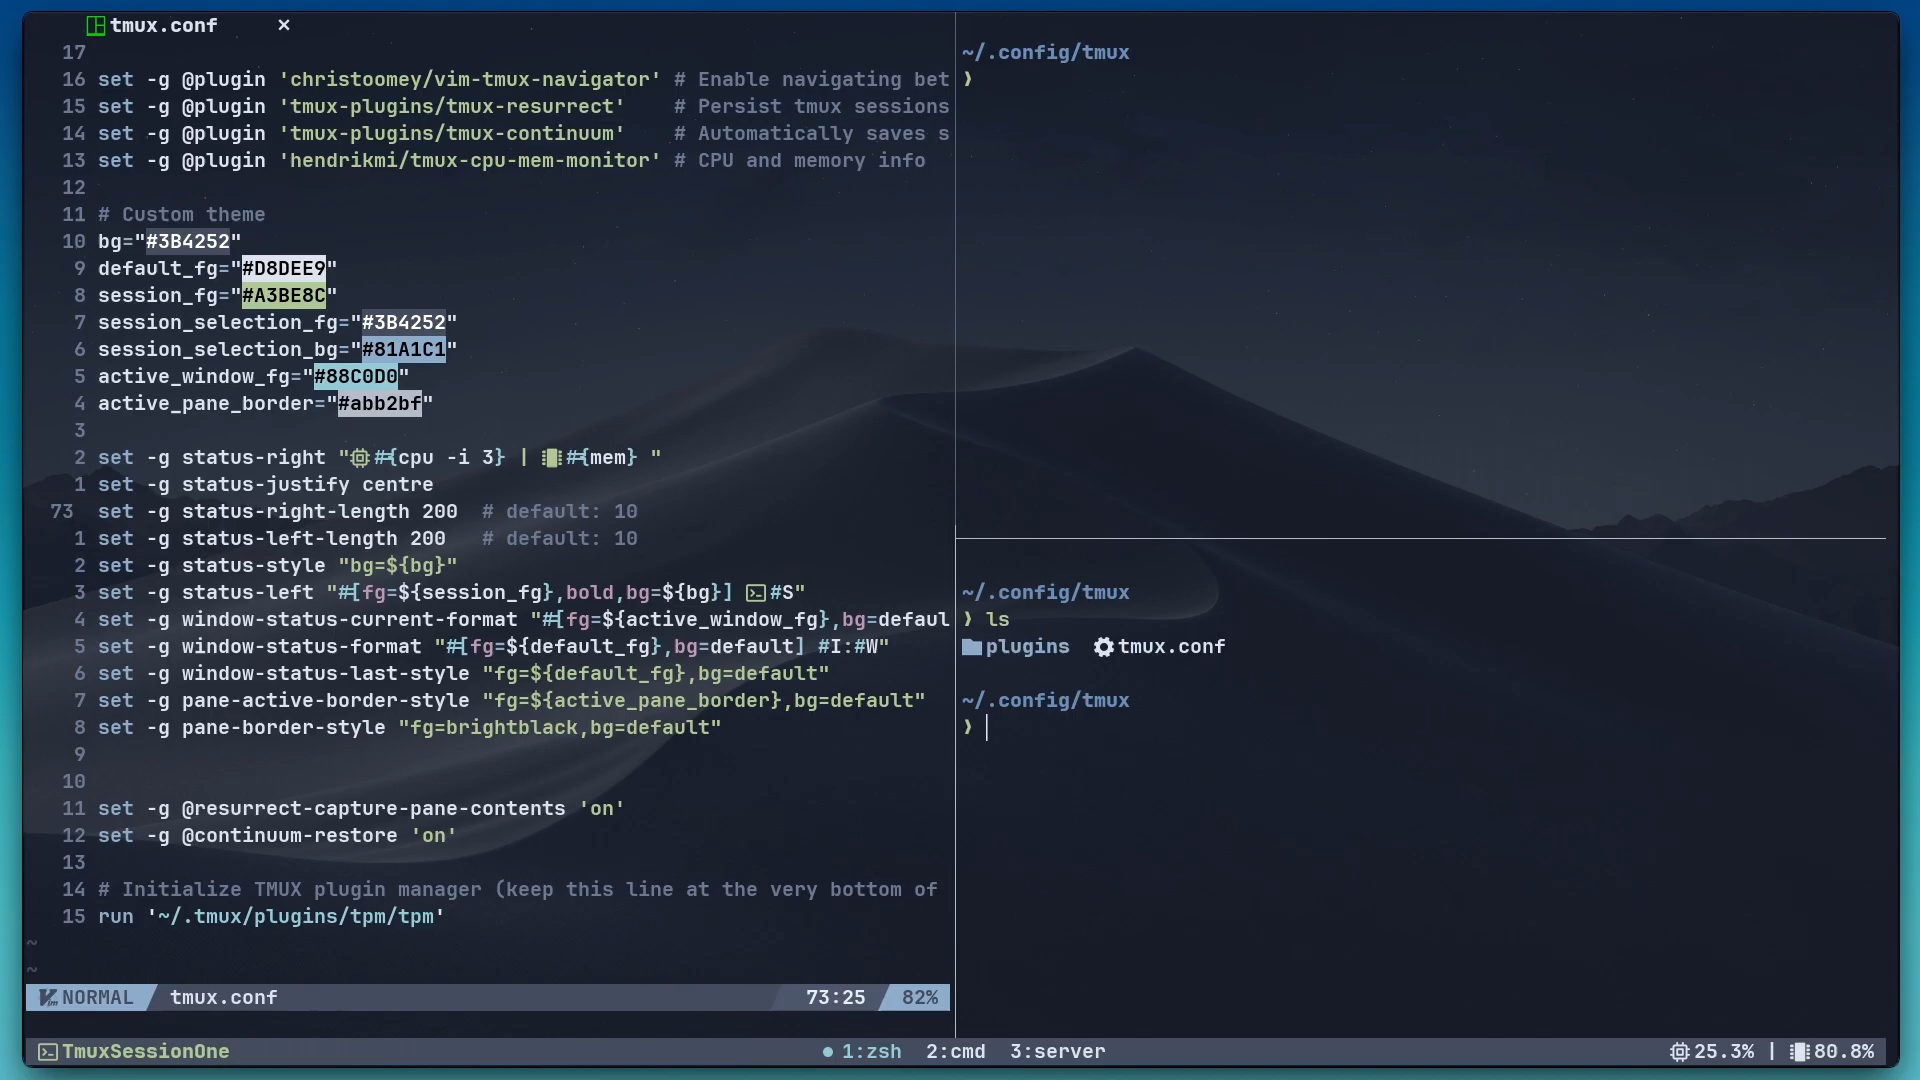 tmux.conf ×
17
16 set -g @plugin 'christoomey/vim-tmux-navigator' # Enable navigating bet
15 set -g @plugin 'tmux-plugins/tmux-resurrect' # Persist tmux sessions
14 set -g @plugin 'tmux-plugins/tmux-continuum' # Automatically saves s
13 set -g @plugin 'hendrikmi/tmux-cpu-mem-monitor' # CPU and memory info
12
11 # Custom theme
10 bg="#3B4252"
9 default_fg="#D8DEE9"
8 session_fg="#A3BE8C"
7 session_selection_fg="#3B4252"
6 session_selection_bg="#81A1C1"
5 active_window_fg="#88C0D0"
4 active_pane_border="#abb2bf"
3
2 set -g status-right "#{cpu -i 3} | #{mem} "
1 set -g status-justify centre
73 set -g status-right-length 200 # default: 10
1 set -g status-left-length 200 # default: 10
2 set -g status-style "bg=${bg}"
3 set -g status-left "#[fg=${session_fg},bold,bg=${bg}] #S"
4 set -g window-status-current-format "#[fg=${active_window_fg},bg=defaul
5 set -g window-status-format "#[fg=${default_fg},bg=default] #I:#W"
6 set -g window-status-last-style "fg=${default_fg},bg=default"
7 set -g pane-active-border-style "fg=${active_pane_border},bg=default"
8 set -g pane-border-style "fg=brightblack,bg=default"
9
10
11 set -g @resurrect-capture-pane-contents 'on'
12 set -g @continuum-restore 'on'
13
14 # Initialize TMUX plugin manager (keep this line at the very bottom of
15 run '~/.tmux/plugins/tpm/tpm'
~
~
NORMAL tmux.conf 73:25 82%
~/.config/tmux
❯
~/.config/tmux
❯ ls
plugins tmux.conf
~/.config/tmux
❯
TmuxSessionOne ● 1:zsh 2:cmd 3:server 25.3% | 80.8%